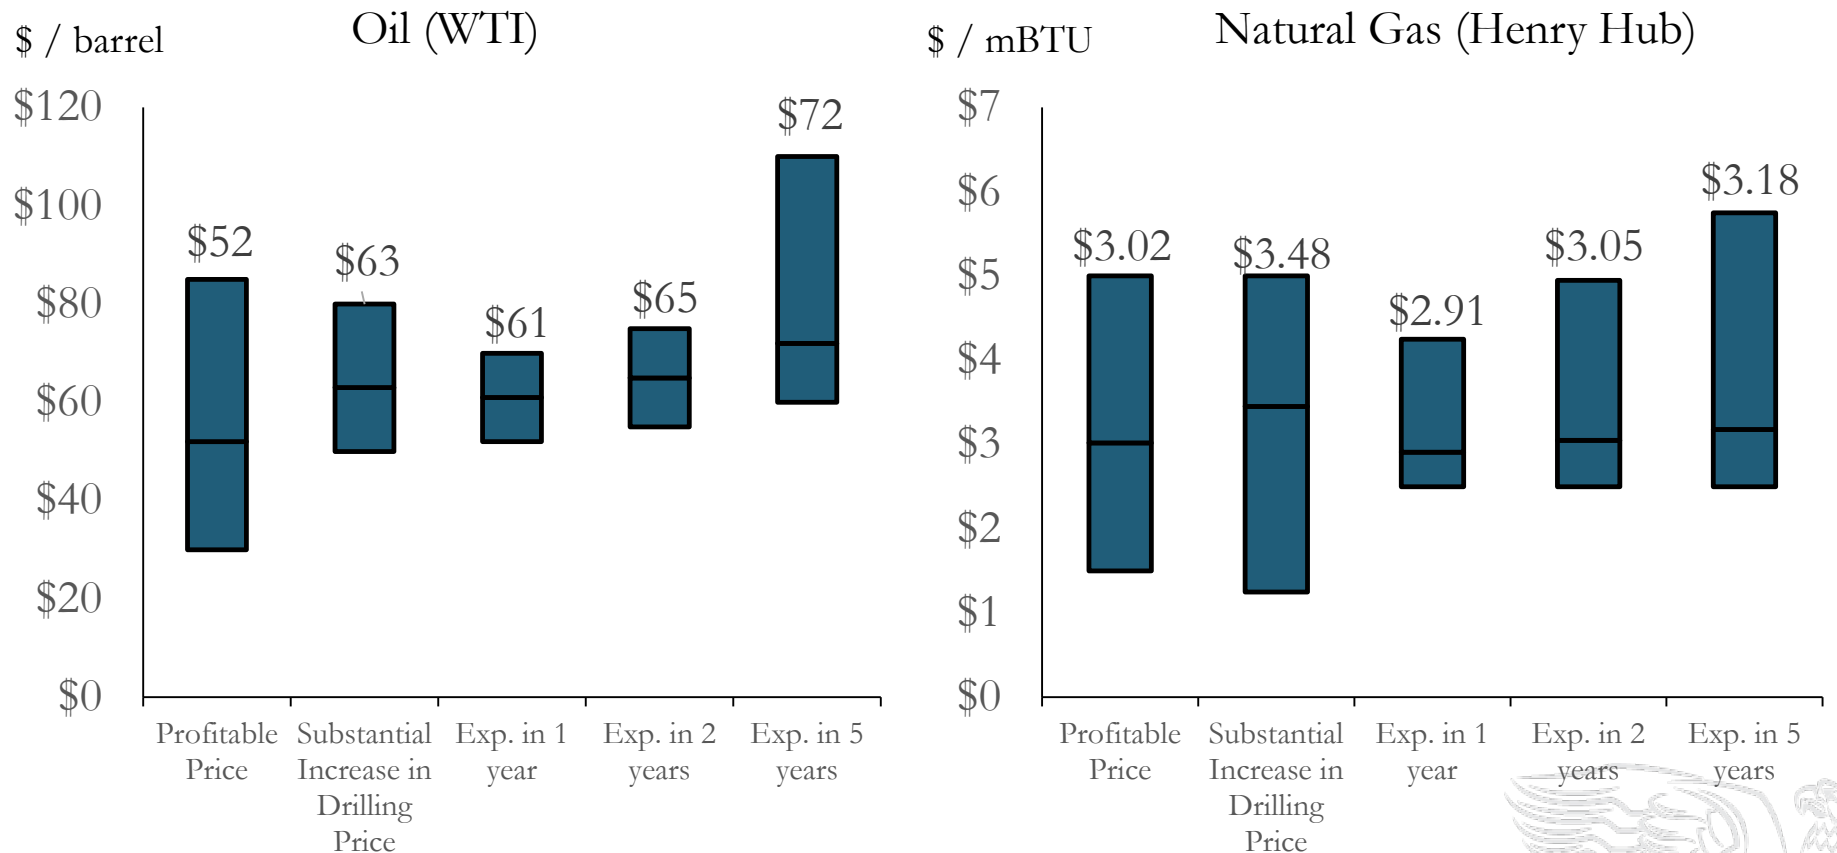 Oil (WTI)
$ / barrel
$120
$100
$80
$60
$40
$20
$0
$52
$63
$61
$65
$72
Profitable
Price
Substantial
Increase in
Drilling
Price
Exp. in 1
year
Exp. in 2
years
Exp. in 5
years
Natural Gas (Henry Hub)
$ / mBTU
$7
$6
$5
$4
$3
$2
$1
$0
$3.02
$3.48
$2.91
$3.05
$3.18
Profitable
Price
Substantial
Increase in
Drilling
Price
Exp. in 1
year
Exp. in 2
years
Exp. in 5
years